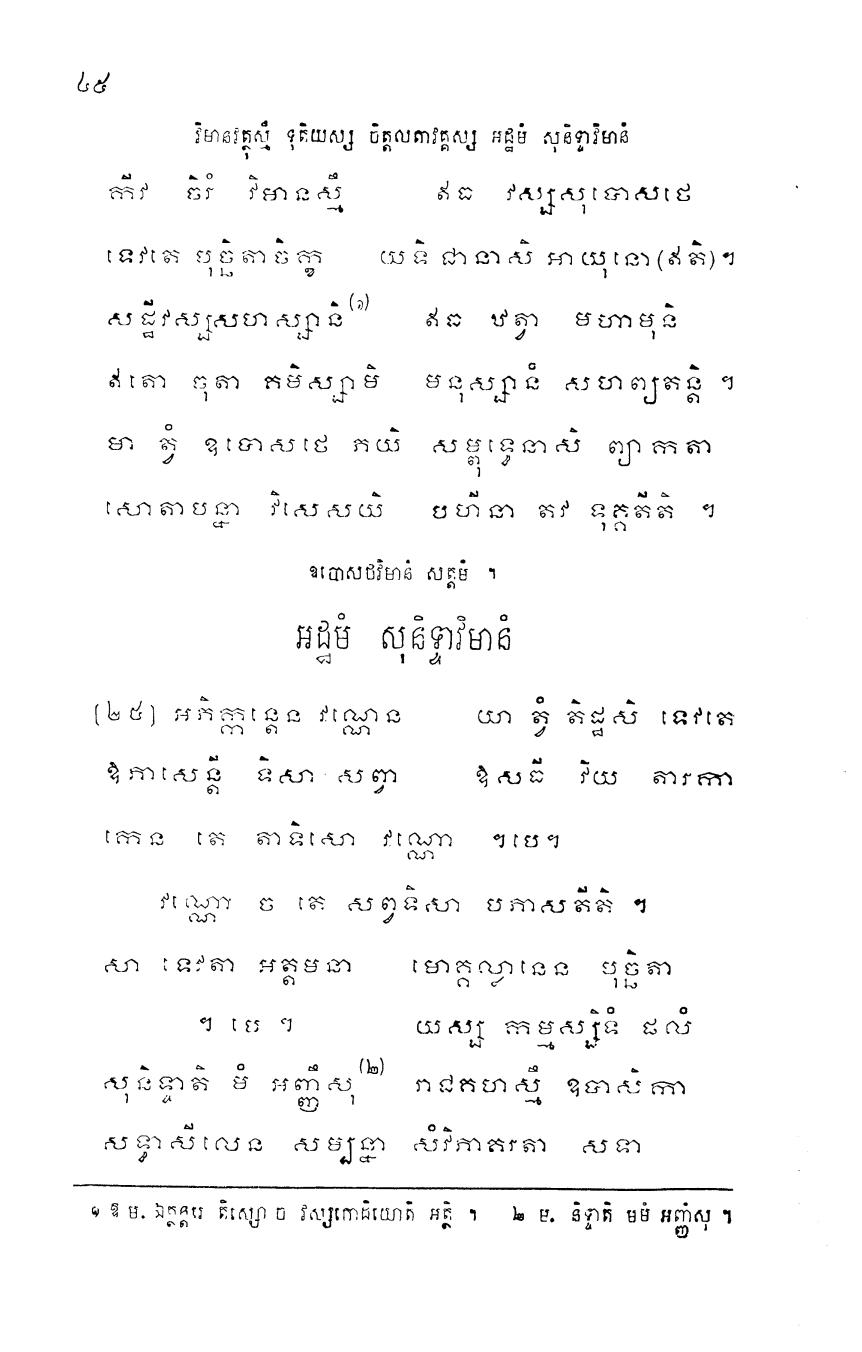 ៤៥
វិមានវត្ថុស្មឹ ទុតិយស្ស ចិត្តលតាវគ្គស្ស អដ្ឋមំ សុនិទ្ទាវិមានំ
កីវ ចិរំ វិមានស្មឹ ឥធ វស្សសុបោសថេ
ទេវតេ បុច្ឆិតាចិក្ខ យទិ ជានាសិ អាយុនោ(ឥតិ)។
សដ្ឋីវស្សសហស្សានិ(១) ឥធ ឋត្វា មហាមុនិ
ឥតោ ចុតា គមិស្សាមិ មនុស្សានំ សហព្យតន្តិ ។
មា ត្វំ ឧបោសថេ ភាយិ សម្ពុទ្ធេនាសិ ព្យាកតា
សោតាបន្នា វិសេសយិ បហីនា តវ ទុគ្គតីតិ ។
ឧបោសថវិមានំ សត្តមំ ។
អដ្ឋមំ សុនិទ្ទាវិមានំ
[២៥] អភិក្កន្តេន វណ្ណេន យា ត្វំ តិដ្ឋសិ ទេវតេ
ឱភាសេន្តី ទិសា សព្វា ឱសធី វិយ តារកា
កេន តេ តាទិសោ វណ្ណោ ។បេ។
វណ្ណោ ច តេ សព្វទិសា បភាសតីតិ ។
សា ទេវតា អត្តមនា មោគ្គល្លានេន បុច្ឆិតា
។ បេ ។ យស្ស កម្មស្សិទំ ផលំ
សុនិទ្ទាតិ មំ អញ្ញឹសុ(២) រាជគហស្មឹ ឧបាសិកា
សទ្ធាសីលេន សម្បន្នា សំវិភាគរតា សទា
១ ឱ ម. ឯត្ថន្តរេ តិស្សោ ច វស្សកោដិយោតិ អត្ថិ ។ ២ ម. និទ្ទាតិ មមំ អញ្ញំសុ ។